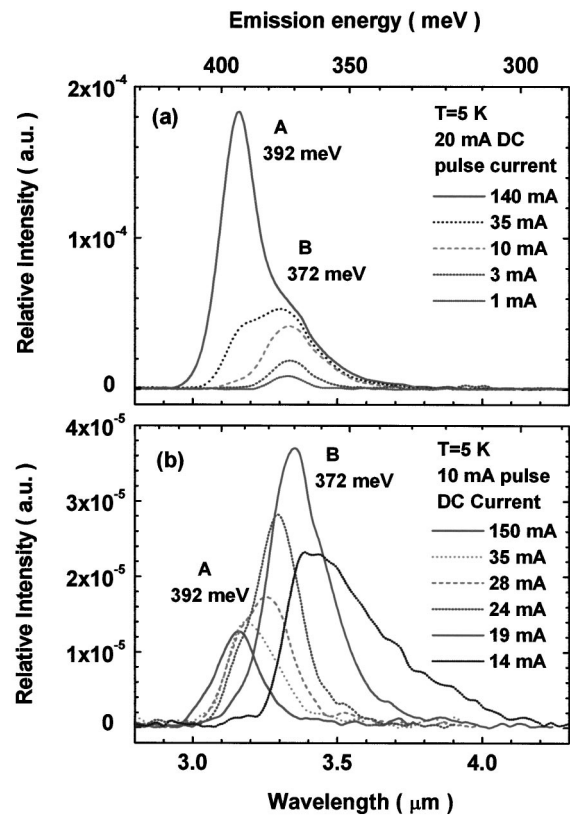 Emission energy ( meV )
400 350 300
2x10⁻⁴
1x10⁻⁴
0
Relative Intensity ( a.u. )
(a)
A
392 meV
B
372 meV
T=5 K
20 mA DC
pulse current
140 mA
35 mA
10 mA
3 mA
1 mA
4x10⁻⁵
3x10⁻⁵
2x10⁻⁵
1x10⁻⁵
0
Relative Intensity ( a.u. )
(b)
B
372 meV
A
392 meV
T=5 K
10 mA pulse
DC Current
150 mA
35 mA
28 mA
24 mA
19 mA
14 mA
3.0 3.5 4.0
Wavelength ( μm )